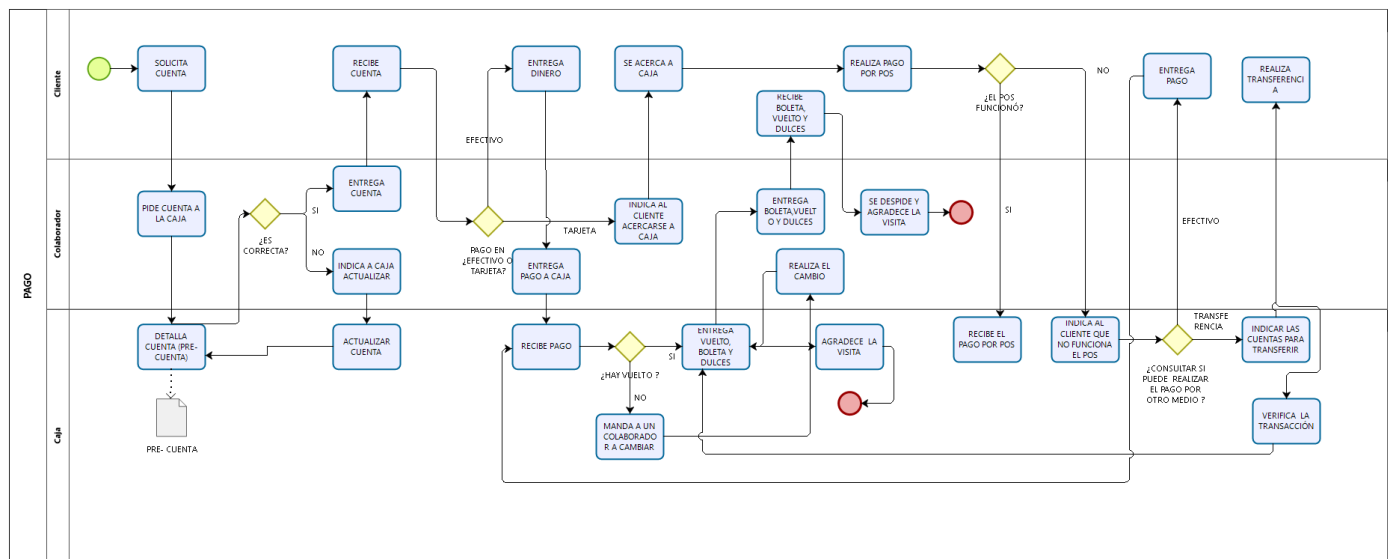 PAGO
Cliente
SOLICITA
CUENTA
RECIBE
CUENTA
ENTREGA
DINERO
SE ACERCA A
CAJA
REALIZA PAGO
POR POS
¿EL POS
FUNCIONÓ?
NO
ENTREGA
PAGO
REALIZA
TRANSFERENCI
A
RECIBE
BOLETA,
VUELTO Y
DULCES
EFECTIVO
Colaborador
PIDE CUENTA A
LA CAJA
¿ES
CORRECTA?
SI
ENTREGA
CUENTA
NO
INDICA A CAJA
ACTUALIZAR
PAGO EN
¿EFECTIVO O
TARJETA?
TARJETA
ENTREGA
PAGO A CAJA
INDICA AL
CLIENTE
ACERCARSE A
CAJA
ENTREGA
BOLETA,VUELT
O Y DULCES
SE DESPIDE Y
AGRADECE LA
VISITA
REALIZA EL
CAMBIO
SI
EFECTIVO
Caja
DETALLA
CUENTA (PRE-
CUENTA)
PRE- CUENTA
ACTUALIZAR
CUENTA
RECIBE PAGO
¿HAY VUELTO ?
SI
NO
MANDA A UN
COLABORADO
R A CAMBIAR
ENTREGA
VUELTO,
BOLETA Y
DULCES
AGRADECE LA
VISITA
RECIBE EL
PAGO POR POS
INDICA AL
CLIENTE QUE
NO FUNCIONA
EL POS
¿CONSULTAR SI
PUEDE REALIZAR
EL PAGO POR
OTRO MEDIO ?
TRANSFE
RENCIA
INDICAR LAS
CUENTAS PARA
TRANSFERIR
VERIFICA LA
TRANSACCIÓN